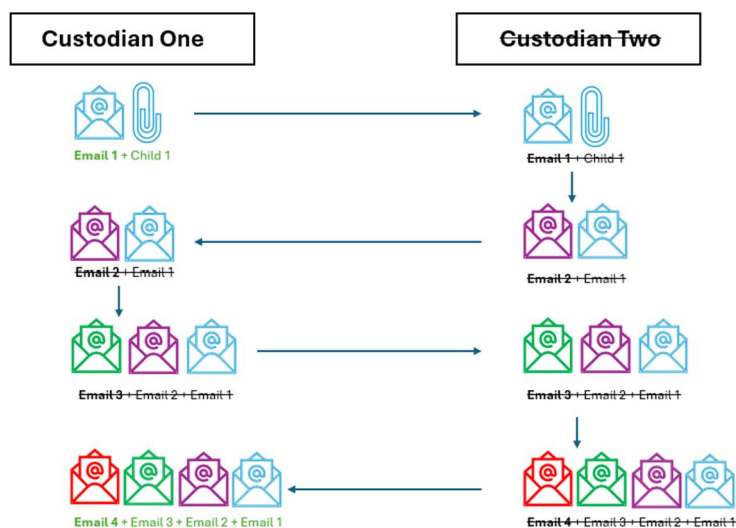 Custodian One
Custodian Two
Email 1 + Child 1
Email 1 + Child 1
Email 2 + Email 1
Email 2 + Email 1
Email 3 + Email 2 + Email 1
Email 3 + Email 2 + Email 1
Email 4 + Email 3 + Email 2 + Email 1
Email 4 + Email 3 + Email 2 + Email 1